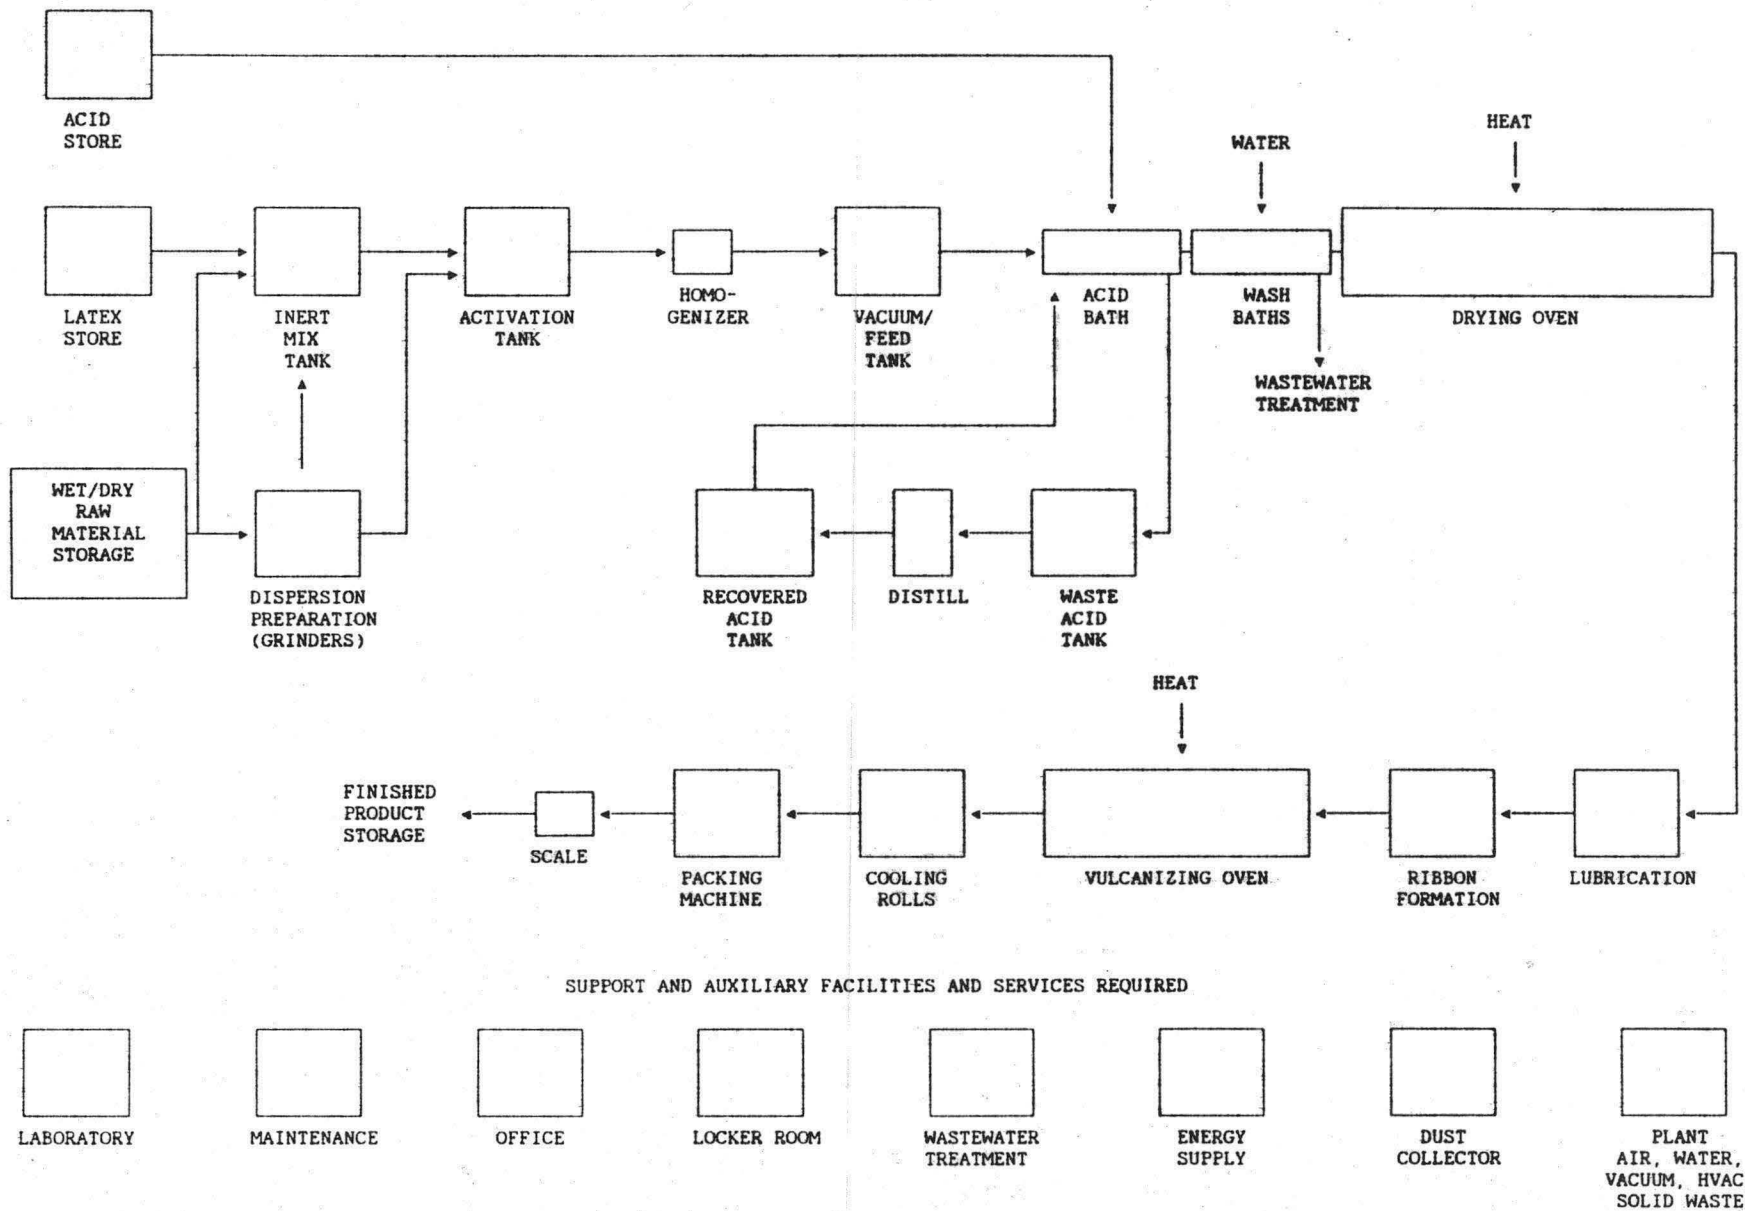 ACID
STORE
HEAT
WATER
LATEX
STORE
INERT
MIX
TANK
ACTIVATION
TANK
HOMO-
GENIZER
VACUUM/
FEED
TANK
ACID
BATH
WASH
BATHS
DRYING OVEN
WASTEWATER
TREATMENT
WET/DRY
RAW
MATERIAL
STORAGE
DISPERSION
PREPARATION
(GRINDERS)
RECOVERED
ACID
TANK
DISTILL
WASTE
ACID
TANK
HEAT
FINISHED
PRODUCT
STORAGE
SCALE
PACKING
MACHINE
COOLING
ROLLS
VULCANIZING OVEN
RIBBON
FORMATION
LUBRICATION
SUPPORT AND AUXILIARY FACILITIES AND SERVICES REQUIRED
LABORATORY
MAINTENANCE
OFFICE
LOCKER ROOM
WASTEWATER
TREATMENT
ENERGY
SUPPLY
DUST
COLLECTOR
PLANT
AIR, WATER,
VACUUM, HVAC
SOLID WASTE